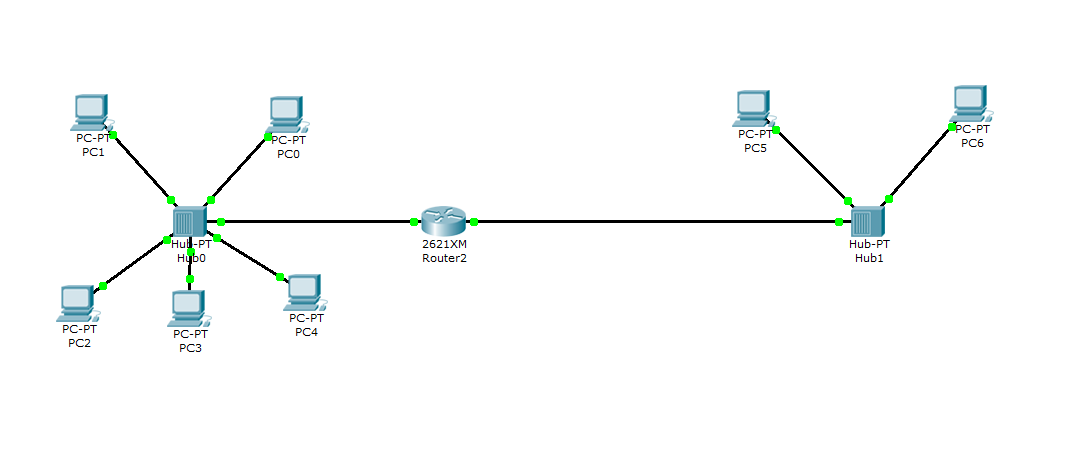 PC-PT
PC1
PC-PT
PC0
PC-PT
PC5
PC-PT
PC6
Hub-PT
Hub0
2621XM
Router2
Hub-PT
Hub1
PC-PT
PC2
PC-PT
PC3
PC-PT
PC4